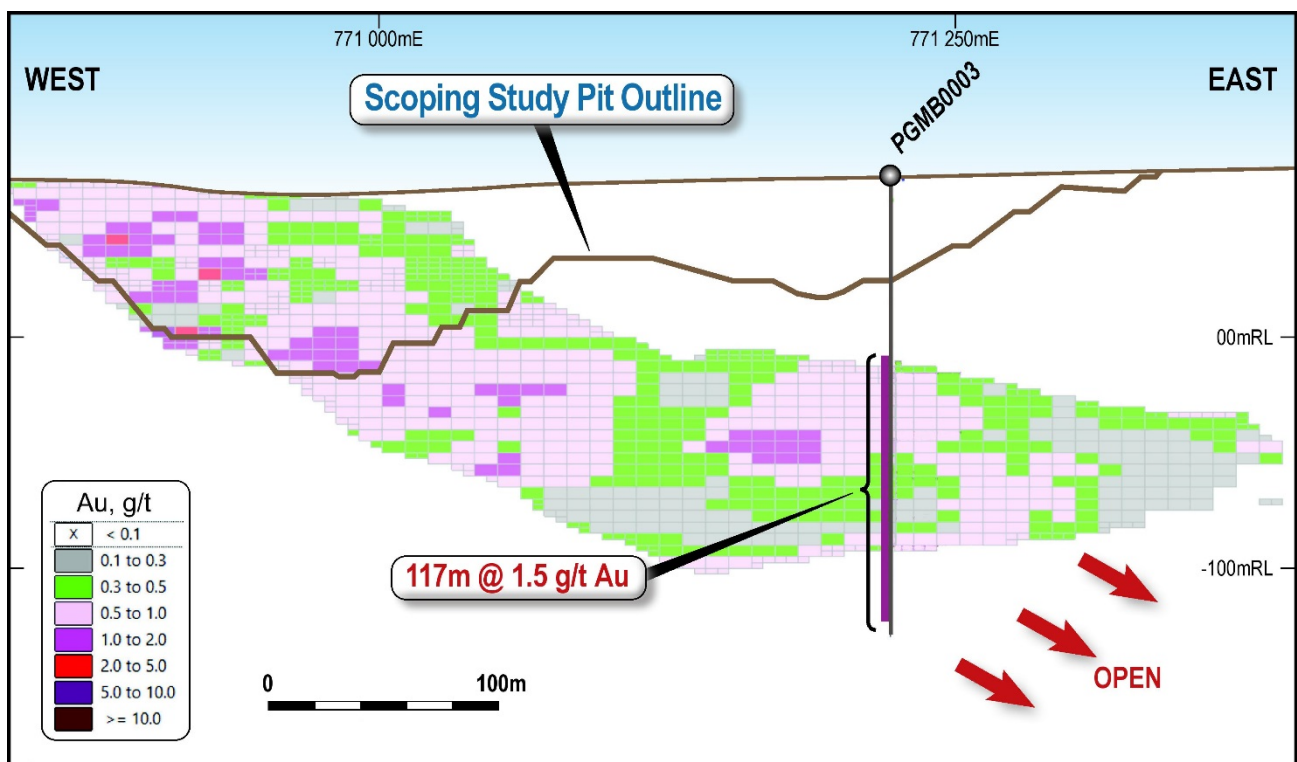 771 000mE
771 250mE
WEST
EAST
Scoping Study Pit Outline
PGMB0003
00mRL
Au, g/t
X < 0.1
0.1 to 0.3
0.3 to 0.5
0.5 to 1.0
1.0 to 2.0
2.0 to 5.0
5.0 to 10.0
>= 10.0
117m @ 1.5 g/t Au
-100mRL
OPEN
0
100m